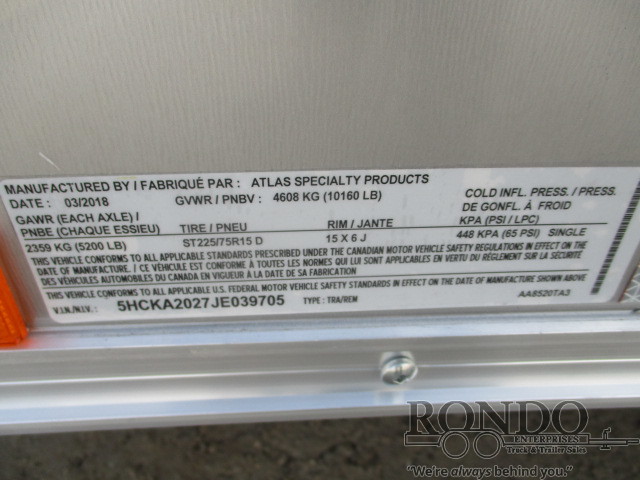 MANUFACTURED BY / FABRIQUÉ PAR : ATLAS SPECIALTY PRODUCTS
DATE : 03/2018 GVWR / PNBV : 4608 KG (10160 LB) COLD INFL. PRESS. / PRESS.
DE GONFL. À FROID
GAWR (EACH AXLE) /
PNBE (CHAQUE ESSIEU) TIRE / PNEU RIM / JANTE KPA (PSI / LPC)
2359 KG (5200 LB) ST225/75R15 D 15 X 6 J 448 KPA (65 PSI) SINGLE
THIS VEHICLE CONFORMS TO ALL APPLICABLE STANDARDS PRESCRIBED UNDER THE CANADIAN MOTOR VEHICLE SAFETY REGULATIONS IN EFFECT ON THE
DATE OF MANUFACTURE / CE VÉHICULE EST CONFORME À TOUTES LES NORMES QUI LUI SONT APPLICABLES EN VERTU DU RÈGLEMENT SUR LA SÉCURITÉ
DES VÉHICULES AUTOMOBILES DU CANADA EN VIGUEUR À LA DATE DE SA FABRICATION
THIS VEHICLE CONFORMS TO ALL APPLICABLE U.S. FEDERAL MOTOR VEHICLE SAFETY STANDARDS IN EFFECT ON THE DATE OF MANUFACTURE SHOWN ABOVE
V.I.N./N.I.V.: 5HCKA2027JE039705 TYPE : TRA/REM AA8520TA3
RONDO
ENTERPRISES
Truck & Trailer Sales
"We're always behind you."